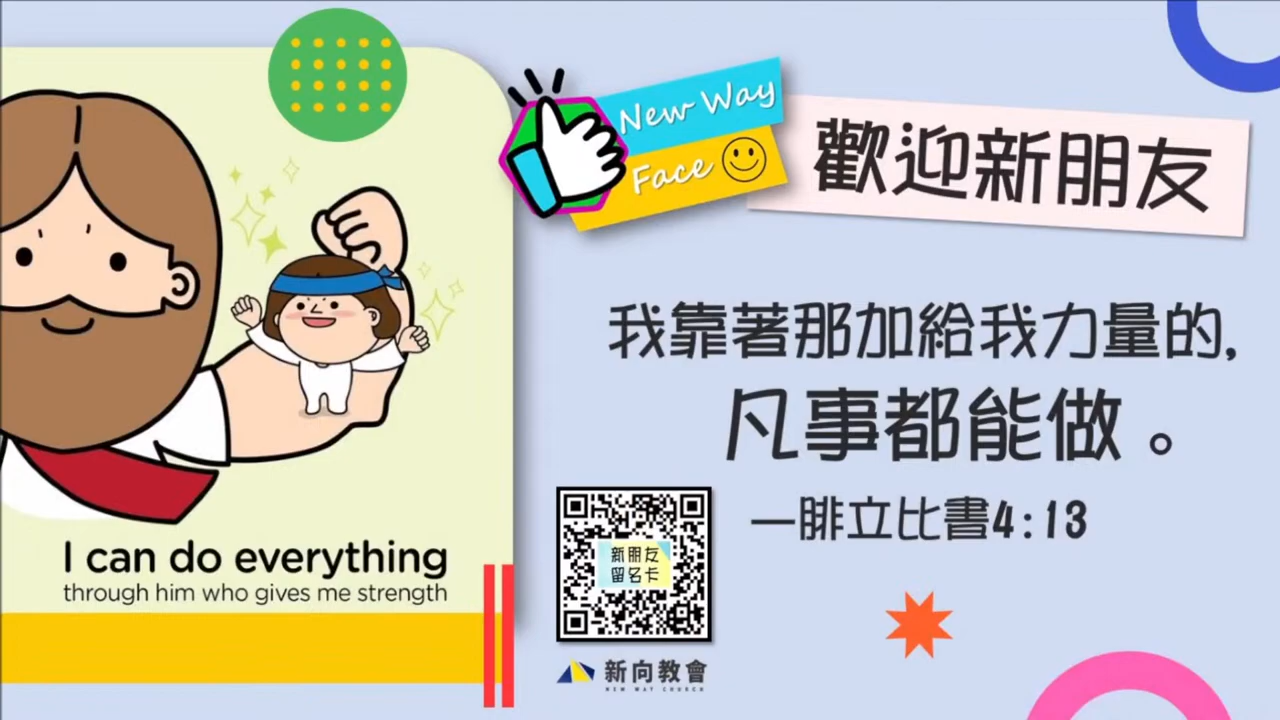 New Way
Face
歡迎新朋友
我靠著那加給我力量的,
凡事都能做。
—腓立比書4:13
I can do everything
through him who gives me strength
新朋友
留名卡
新向教會
NEW WAY CHURCH